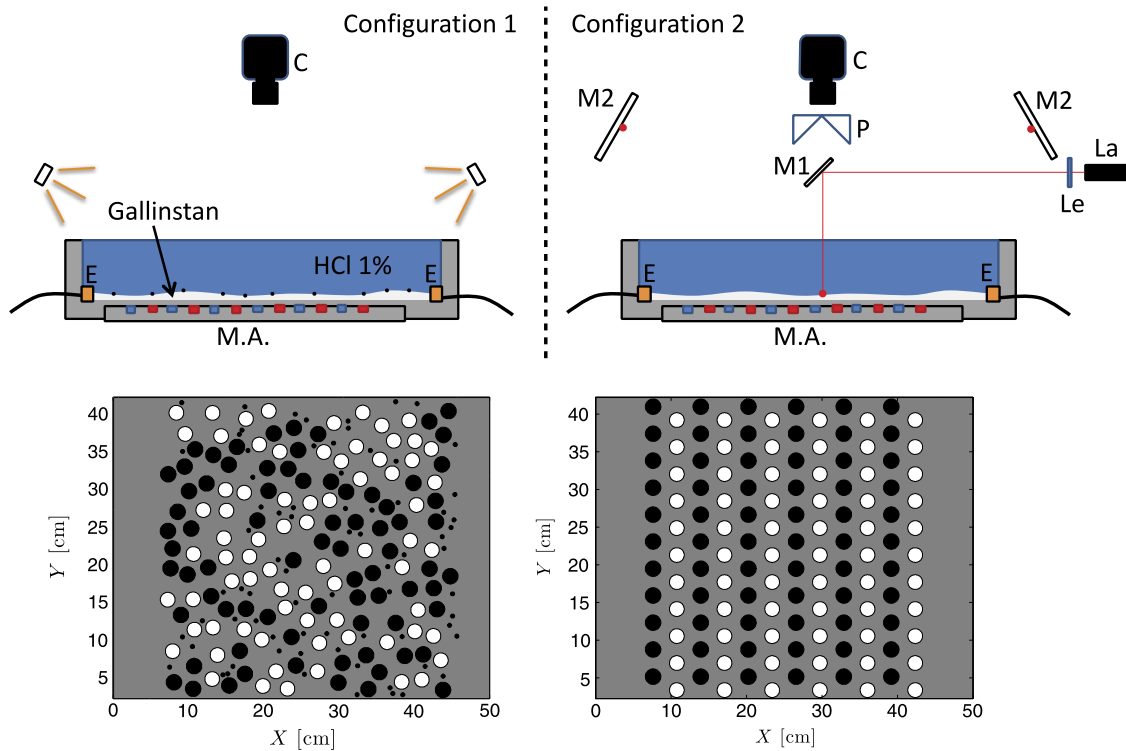 Configuration 1
Configuration 2
C
C
M2
M2
P
M1
La
Le
Gallinstan
HCl 1%
E
E
E
E
M.A.
M.A.
40
35
30
25
20
15
10
5
Y [cm]
0
10
20
30
40
50
X [cm]
40
35
30
25
20
15
10
5
Y [cm]
0
10
20
30
40
50
X [cm]